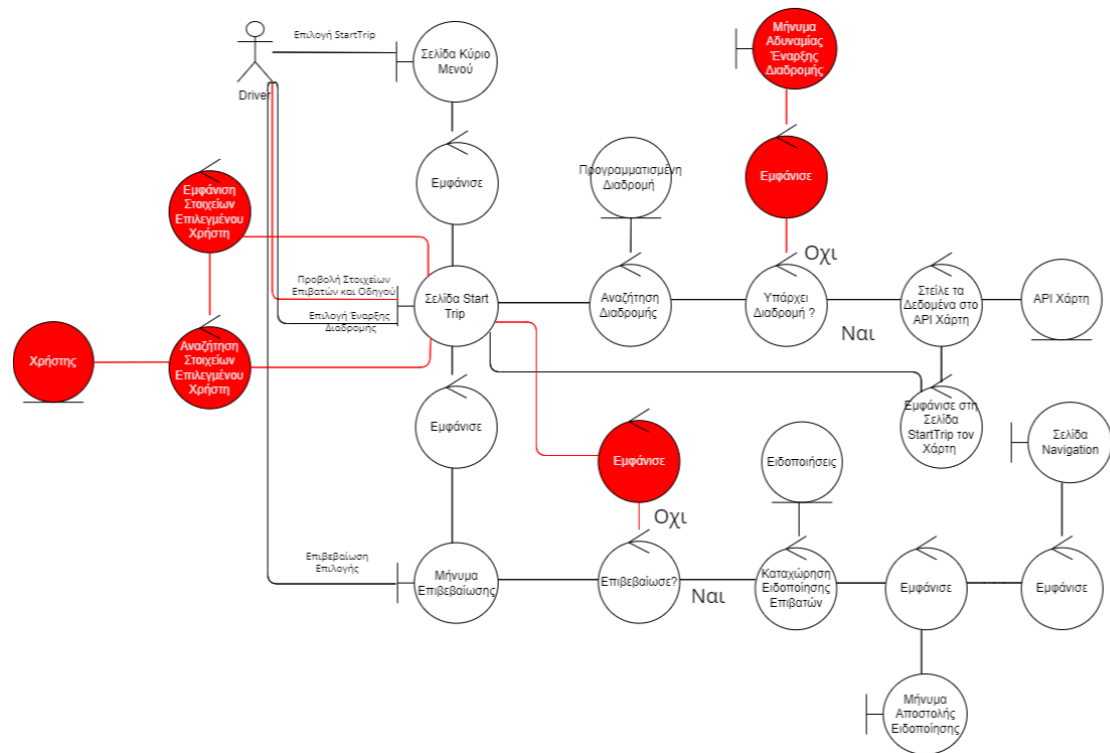 Επιλογή StartTrip
Driver
Σελίδα Κύριο
Μενού
Μήνυμα
Αδυναμίας
Έναρξης
Διαδρομής
Εμφάνισε
Προγραμματισμένη
Διαδρομή
Εμφάνισε
Εμφάνιση
Στοιχείων
Επιλεγμένου
Χρήστη
Οχι
Προβολή Στοιχείων
Επιβατών και Οδηγού
Επιλογή Έναρξης
Διαδρομής
Σελίδα Start
Trip
Αναζήτηση
Διαδρομής
Υπάρχει
Διαδρομή ?
Ναι
Στείλε τα
Δεδομένα στο
API Χάρτη
API Χάρτη
Χρήστης
Αναζήτηση
Στοιχείων
Επιλεγμένου
Χρήστη
Εμφάνισε
Εμφάνισε στη
Σελίδα
StartTrip τον
Χάρτη
Εμφάνισε
Ειδοποιήσεις
Σελίδα
Navigation
Οχι
Επιβεβαίωση
Επιλογής
Μήνυμα
Επιβεβαίωσης
Επιβεβαίωσε?
Ναι
Καταχώρηση
Ειδοποίησης
Επιβατών
Εμφάνισε
Εμφάνισε
Μήνυμα
Αποστολής
Ειδοποίησης